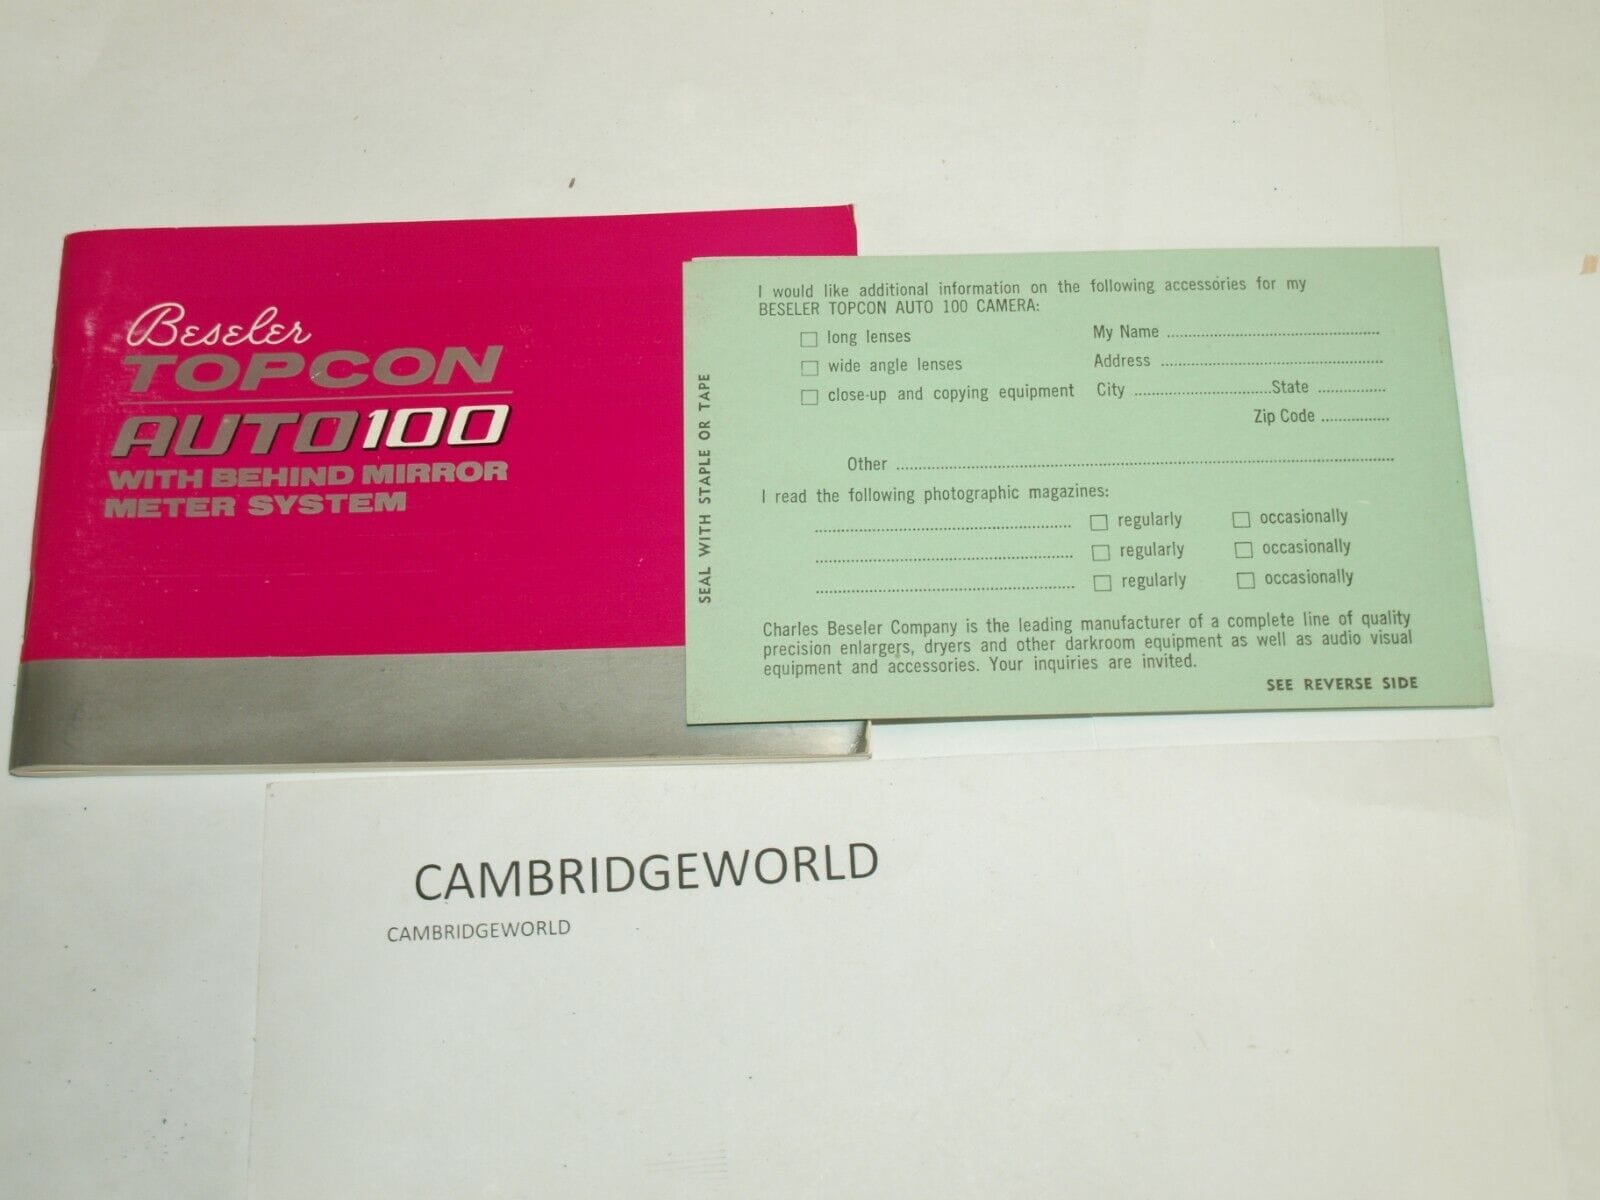 Beseler
TOPCON
AUTO100
WITH BEHIND MIRROR
METER SYSTEM
SEAL WITH STAPLE OR TAPE
I would like additional information on the following accessories for my
BESELER TOPCON AUTO 100 CAMERA:
long lenses
wide angle lenses
close-up and copying equipment
My Name
Address
City State
Zip Code
Other
I read the following photographic magazines:
regularly occasionally
regularly occasionally
regularly occasionally
Charles Beseler Company is the leading manufacturer of a complete line of quality
precision enlargers, dryers and other darkroom equipment as well as audio visual
equipment and accessories. Your inquiries are invited.
SEE REVERSE SIDE
CAMBRIDGEWORLD
CAMBRIDGEWORLD